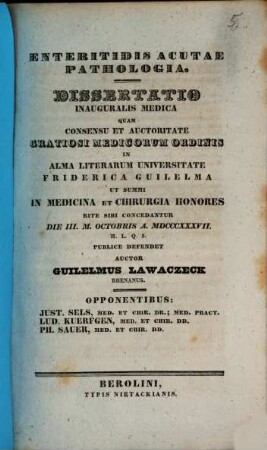 5.
ENTERITIDIS ACUTAE
PATHOLOGIA.
DISSERTATIO
INAUGURALIS MEDICA
QUAM
CONSENSU ET AUCTORITATE
GRATIOSI MEDICORUM ORDINIS
IN
ALMA LITERARUM UNIVERSITATE
FRIDERICA GUILELMA
UT SUMMI
IN MEDICINA ET CHIRURGIA HONORES
RITE SIBI CONCEDANTUR
DIE III. M. OCTOBRIS A. MDCCCXXXVII.
H. L. Q. S.
PUBLICE DEFENDET
AUCTOR
GUILELMUS LAWACZECK
RHENANUS.
OPPONENTIBUS:
JUST. SELS, MED. ET CHIR. DR.; MED. PRACT.
LUD. KUERFGEN, MED. ET CHIR. DD.
PH. SAUER, MED. ET CHIR. DD.
BEROLINI,
TYPIS NIETACKIANIS.